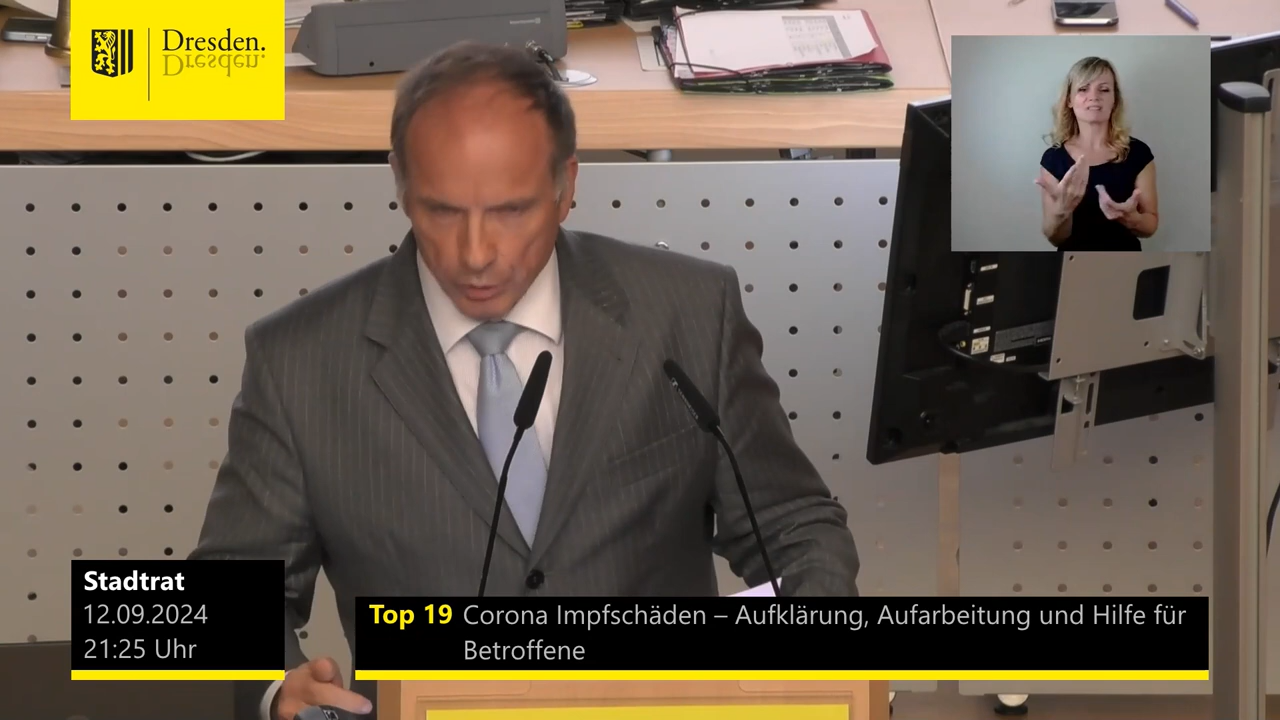 Dresden.
Dresden.
Stadtrat
12.09.2024
21:25 Uhr
Top 19 Corona Impfschäden – Aufklärung, Aufarbeitung und Hilfe für
Betroffene